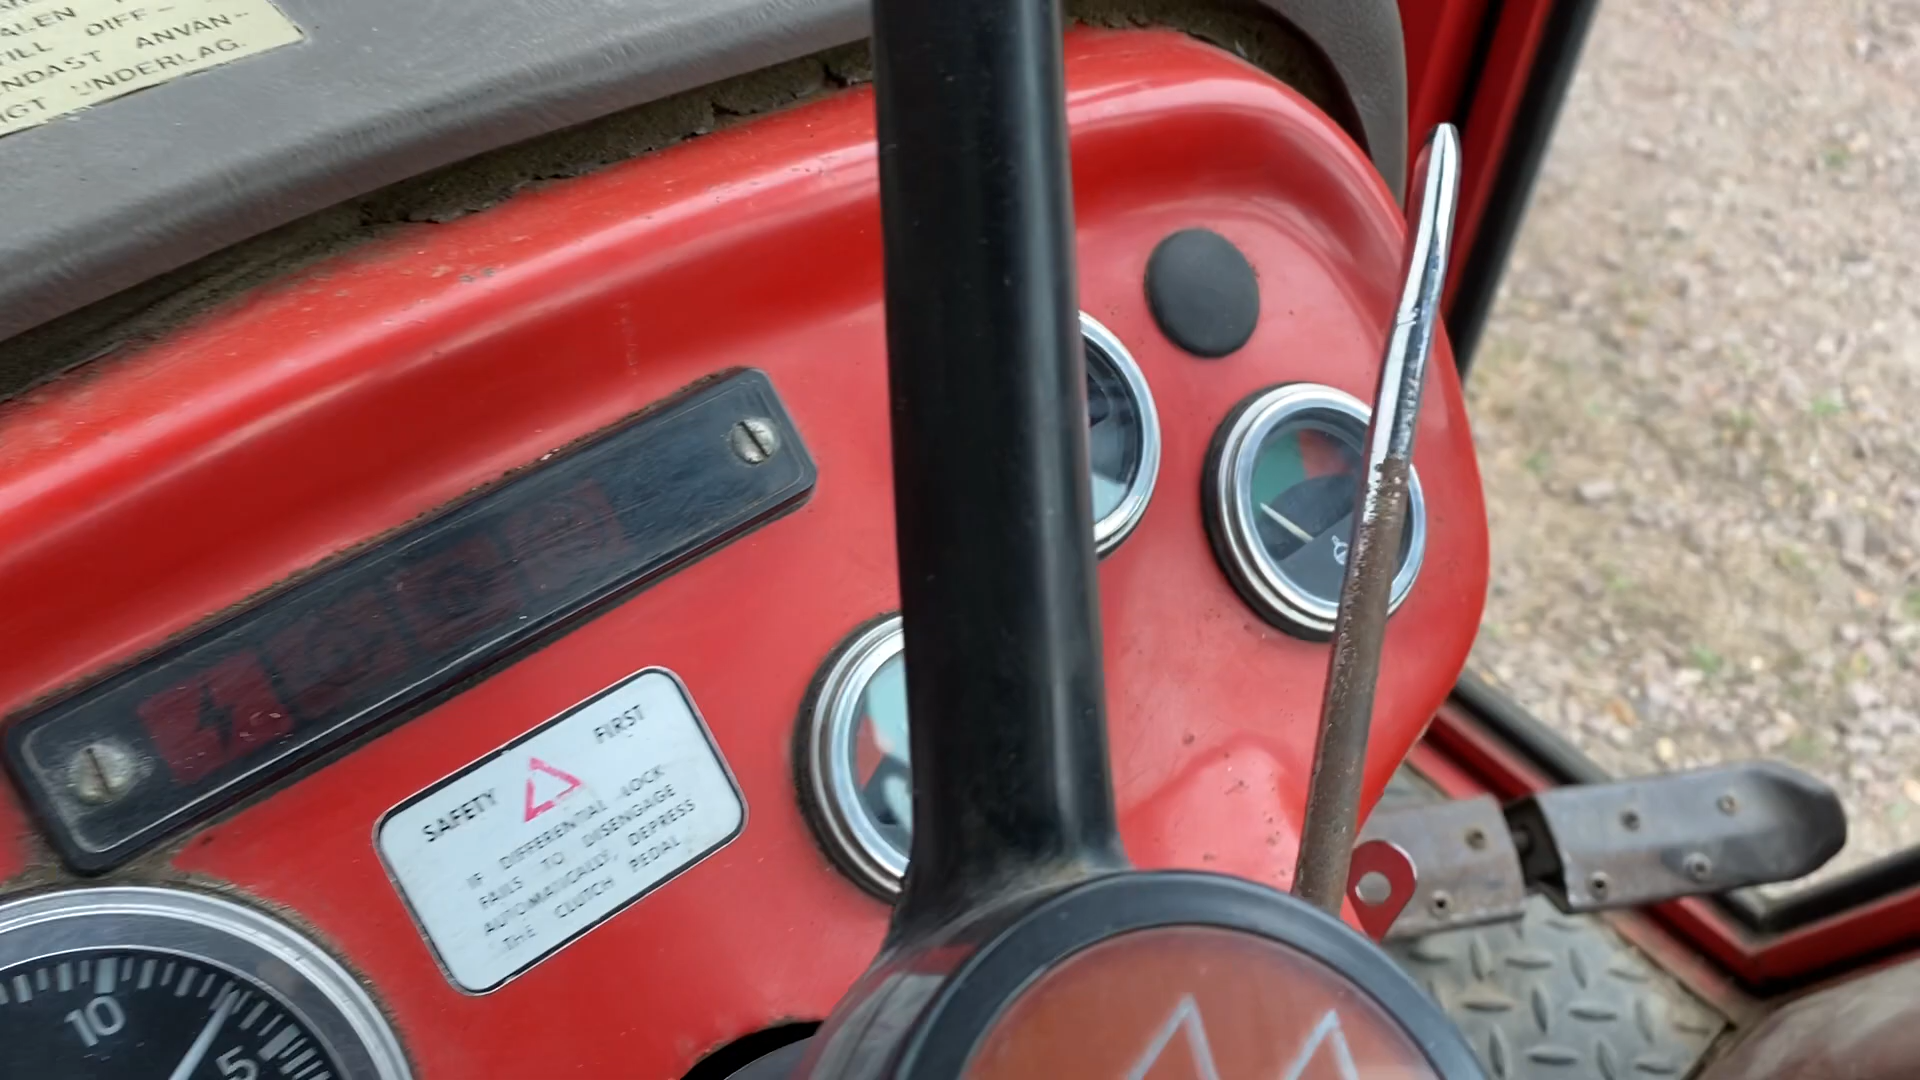 ALEN
TILL DIFF-
ENDAST ANVAN-
IGT UNDERLAG.
SAFETY FIRST
IF DIFFERENTIAL LOCK
FAILS TO DISENGAGE
AUTOMATICALLY, DEPRESS
THE CLUTCH PEDAL
10
5